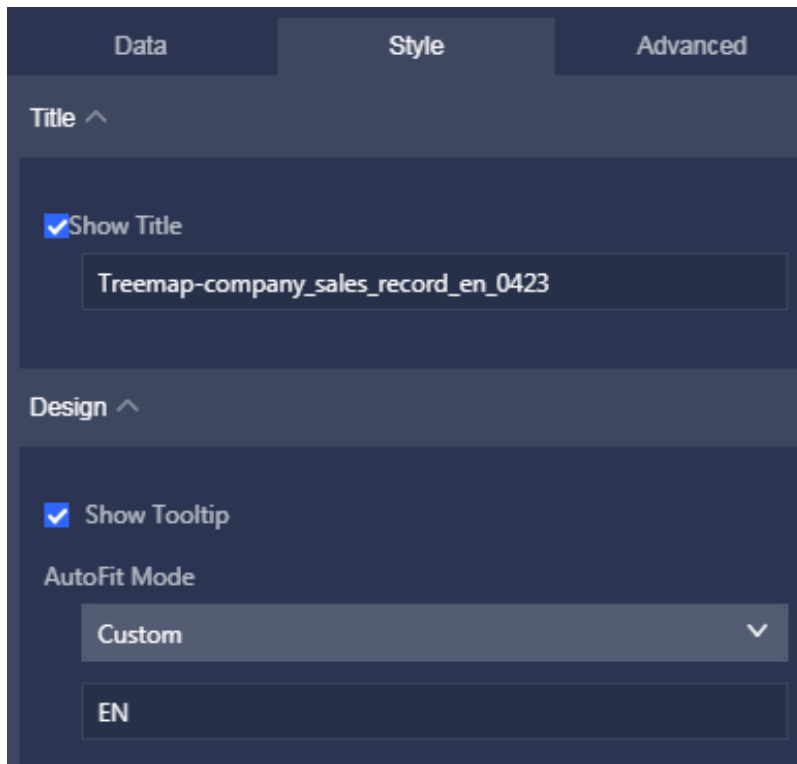 Data Style Advanced
Title
Show Title
Treemap-company_sales_record_en_0423
Design
Show Tooltip
AutoFit Mode
Custom
EN